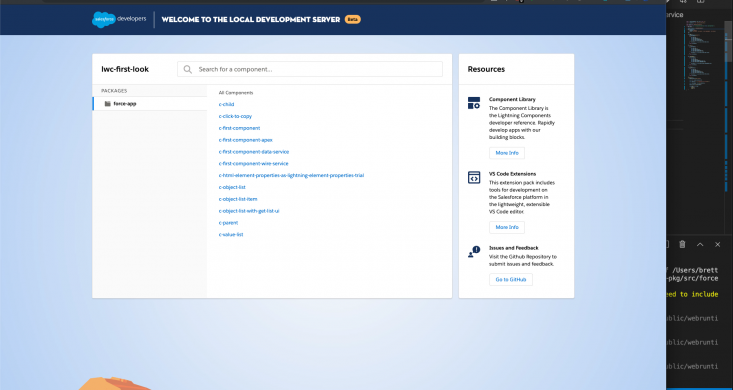 salesforce developers
WELCOME TO THE LOCAL DEVELOPMENT SERVER
Beta
lwc-first-look
Search for a component...
PACKAGES
force-app
All Components
c-child
c-click-to-copy
c-first-component
c-first-component-apex
c-first-component-data-service
c-first-component-wire-service
c-html-element-properties-vs-lightning-element-properties-trial
c-object-list
c-object-list-item
c-object-list-with-get-list-ui
c-parent
c-value-list
Resources
Component Library
The Component Library is
the Lightning Components
developer reference. Rapidly
develop apps with our
building blocks.
More Info
VS Code Extensions
This extension pack includes
tools for development on
the Salesforce platform in
the lightweight, extensible
VS Code editor.
More Info
Issues and Feedback
Visit the Github Repository to
submit issues and feedback.
Go to GitHub
ervice
/Users/brett
-pkg/src/force
eed to include
ublic/webrunti
ublic/webrunti
ublic/webrunti